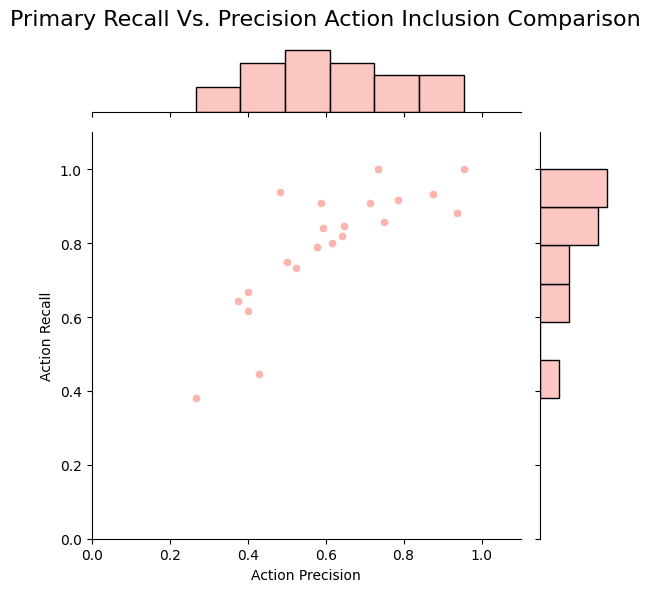 Primary Recall Vs. Precision Action Inclusion Comparison
1.0
0.8
0.6
0.4
0.2
0.0
Action Recall
0.0 0.2 0.4 0.6 0.8 1.0
Action Precision